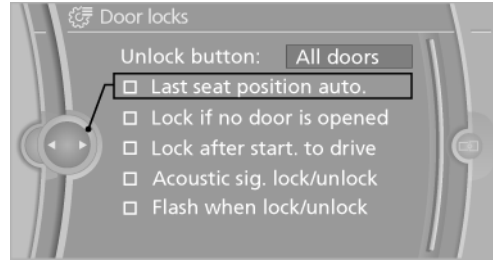 Door locks
Unlock button: All doors
Last seat position auto.
Lock if no door is opened
Lock after start. to drive
Acoustic sig. lock/unlock
Flash when lock/unlock